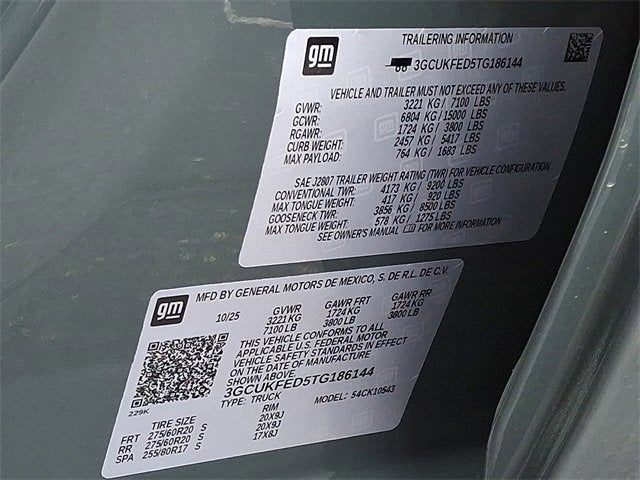 gm
TRAILERING INFORMATION
3GCUKFED5TG186144
VEHICLE AND TRAILER MUST NOT EXCEED ANY OF THESE VALUES.
GVWR: 3221 KG / 7100 LBS
GCWR: 6804 KG / 15000 LBS
RGAWR: 1724 KG / 3800 LBS
CURB WEIGHT: 2457 KG / 5417 LBS
MAX PAYLOAD: 764 KG / 1683 LBS
SAE J2807 TRAILER WEIGHT RATING (TWR) FOR VEHICLE CONFIGURATION.
CONVENTIONAL TWR: 4173 KG / 9200 LBS
MAX TONGUE WEIGHT: 417 KG / 920 LBS
GOOSENECK TWR: 3856 KG / 8500 LBS
MAX TONGUE WEIGHT: 578 KG / 1275 LBS
SEE OWNER'S MANUAL FOR MORE INFORMATION
gm
MFD BY GENERAL MOTORS DE MEXICO, S. DE R.L. DE C.V.
10/25 GVWR GAWR FRT GAWR RR
3221 KG 1724 KG 1724 KG
7100 LB 3800 LB 3800 LB
THIS VEHICLE CONFORMS TO ALL
APPLICABLE U.S. FEDERAL MOTOR
VEHICLE SAFETY STANDARDS IN EFFECT
ON THE DATE OF MANUFACTURE
SHOWN ABOVE
3GCUKFED5TG186144
229K TYPE: TRUCK MODEL: 54CK10543
TIRE SIZE RIM
FRT 275/60R20 S 20X9J
RR 275/60R20 S 20X9J
SPA 255/80R17 S 17X8J